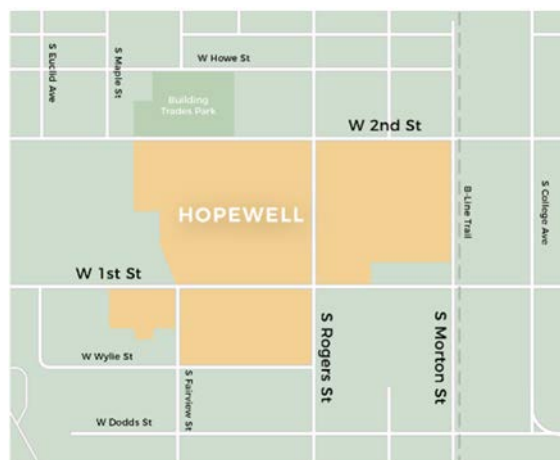 W Howe St
S Euclid Ave
S Maple St
Building
Trades Park
W 2nd St
HOPEWELL
B-Line Trail
S College Ave
W 1st St
S Rogers St
S Morton St
W Wylie St
S Fairview St
W Dodds St